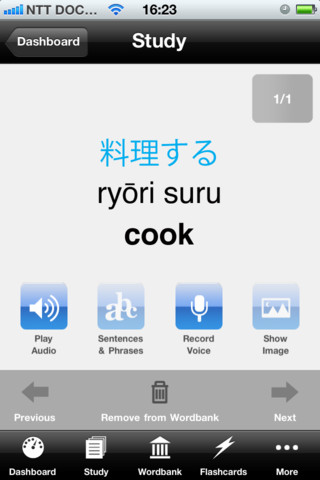 NTT DOC... 16:23
Dashboard Study
1/1
料理する
ryōri suru
cook
abc
Play Audio
Sentences & Phrases
Record Voice
Show Image
Previous Remove from Wordbank Next
Dashboard Study Wordbank Flashcards More